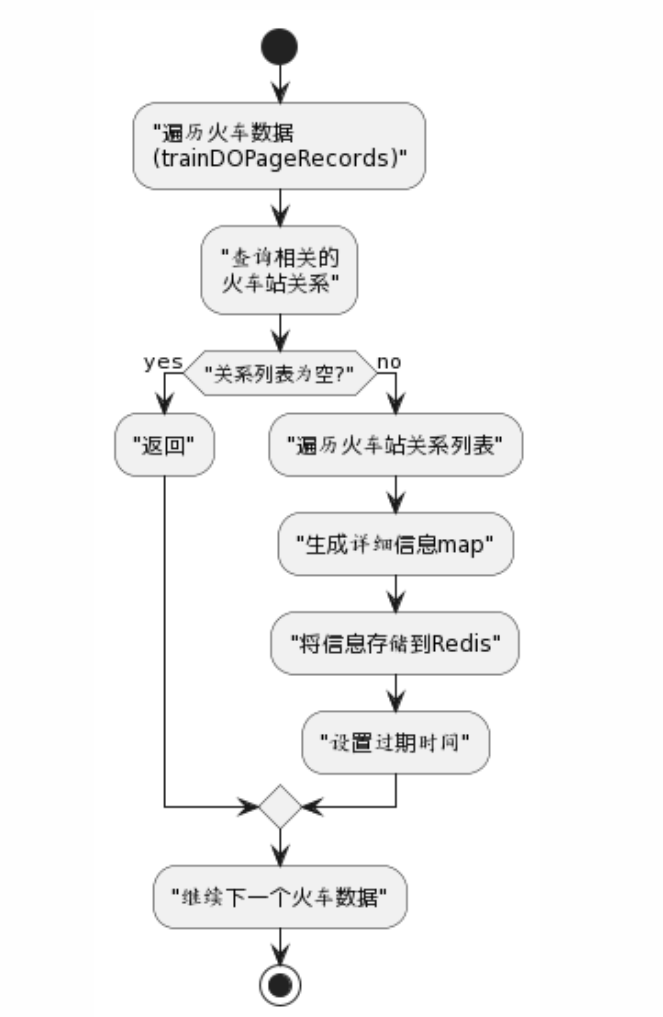 "遍历火车数据
(trainDOPageRecords)"
"查询相关的
火车站关系"
yes
"关系列表为空?"
no
"返回"
"遍历火车站关系列表"
"生成详细信息map"
"将信息存储到Redis"
"设置过期时间"
"继续下一个火车数据"